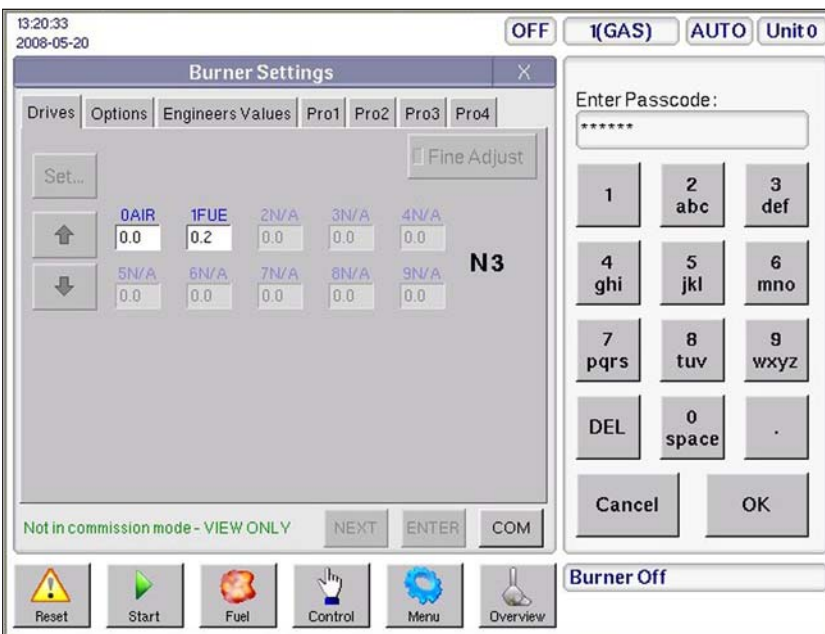 13:20:33
2008-05-20
OFF
1(GAS)
AUTO
Unit 0
Burner Settings
X
Drives
Options
Engineers Values
Pro1
Pro2
Pro3
Pro4
Set...
Fine Adjust
0AIR
1FUE
2N/A
3N/A
4N/A
0.0
0.2
0.0
0.0
0.0
N3
5N/A
6N/A
7N/A
8N/A
9N/A
0.0
0.0
0.0
0.0
0.0
Not in commission mode - VIEW ONLY
NEXT
ENTER
COM
Enter Passcode:
******
1
2
abc
3
def
4
ghi
5
jkl
6
mno
7
pqrs
8
tuv
9
wxyz
DEL
0
space
.
Cancel
OK
Reset
Start
Fuel
Control
Menu
Overview
Burner Off